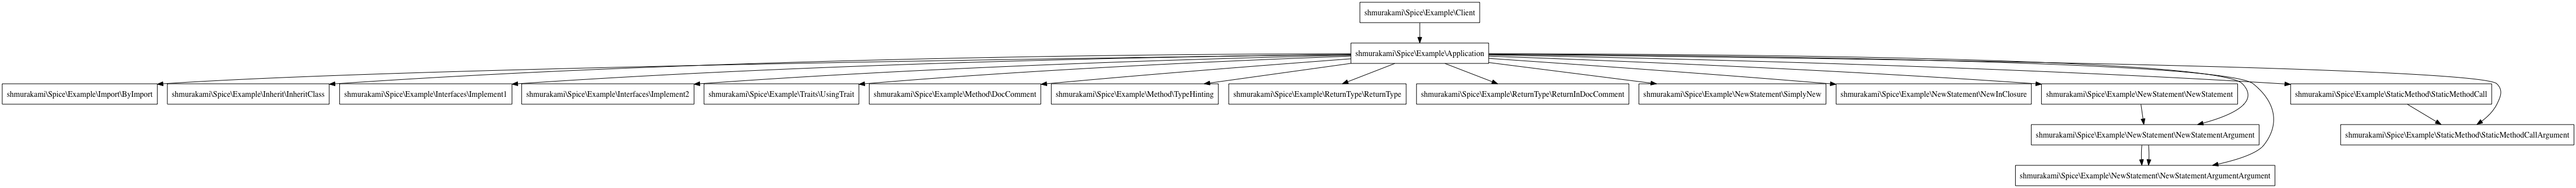 shmurakami\Spice\Example\Client
shmurakami\Spice\Example\Application
shmurakami\Spice\Example\Import\ByImport
shmurakami\Spice\Example\Inherit\InheritClass
shmurakami\Spice\Example\Interfaces\Implement1
shmurakami\Spice\Example\Interfaces\Implement2
shmurakami\Spice\Example\Traits\UsingTrait
shmurakami\Spice\Example\Method\DocComment
shmurakami\Spice\Example\Method\TypeHinting
shmurakami\Spice\Example\ReturnType\ReturnType
shmurakami\Spice\Example\ReturnType\ReturnInDocComment
shmurakami\Spice\Example\NewStatement\SimplyNew
shmurakami\Spice\Example\NewStatement\NewInClosure
shmurakami\Spice\Example\NewStatement\NewStatement
shmurakami\Spice\Example\StaticMethod\StaticMethodCall
shmurakami\Spice\Example\NewStatement\NewStatementArgument
shmurakami\Spice\Example\StaticMethod\StaticMethodCallArgument
shmurakami\Spice\Example\NewStatement\NewStatementArgumentArgument